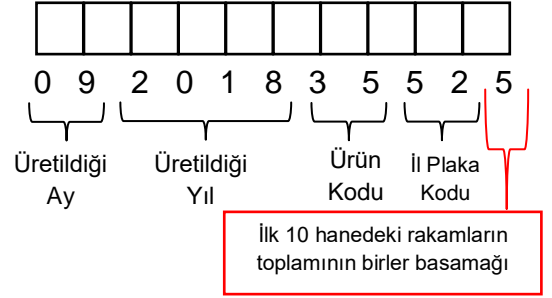 0 9 2 0 1 8 3 5 5 2 5
Üretildiği Ay
Üretildiği Yıl
Ürün Kodu
İl Plaka Kodu
İlk 10 hanedeki rakamların
toplamının birler basamağı